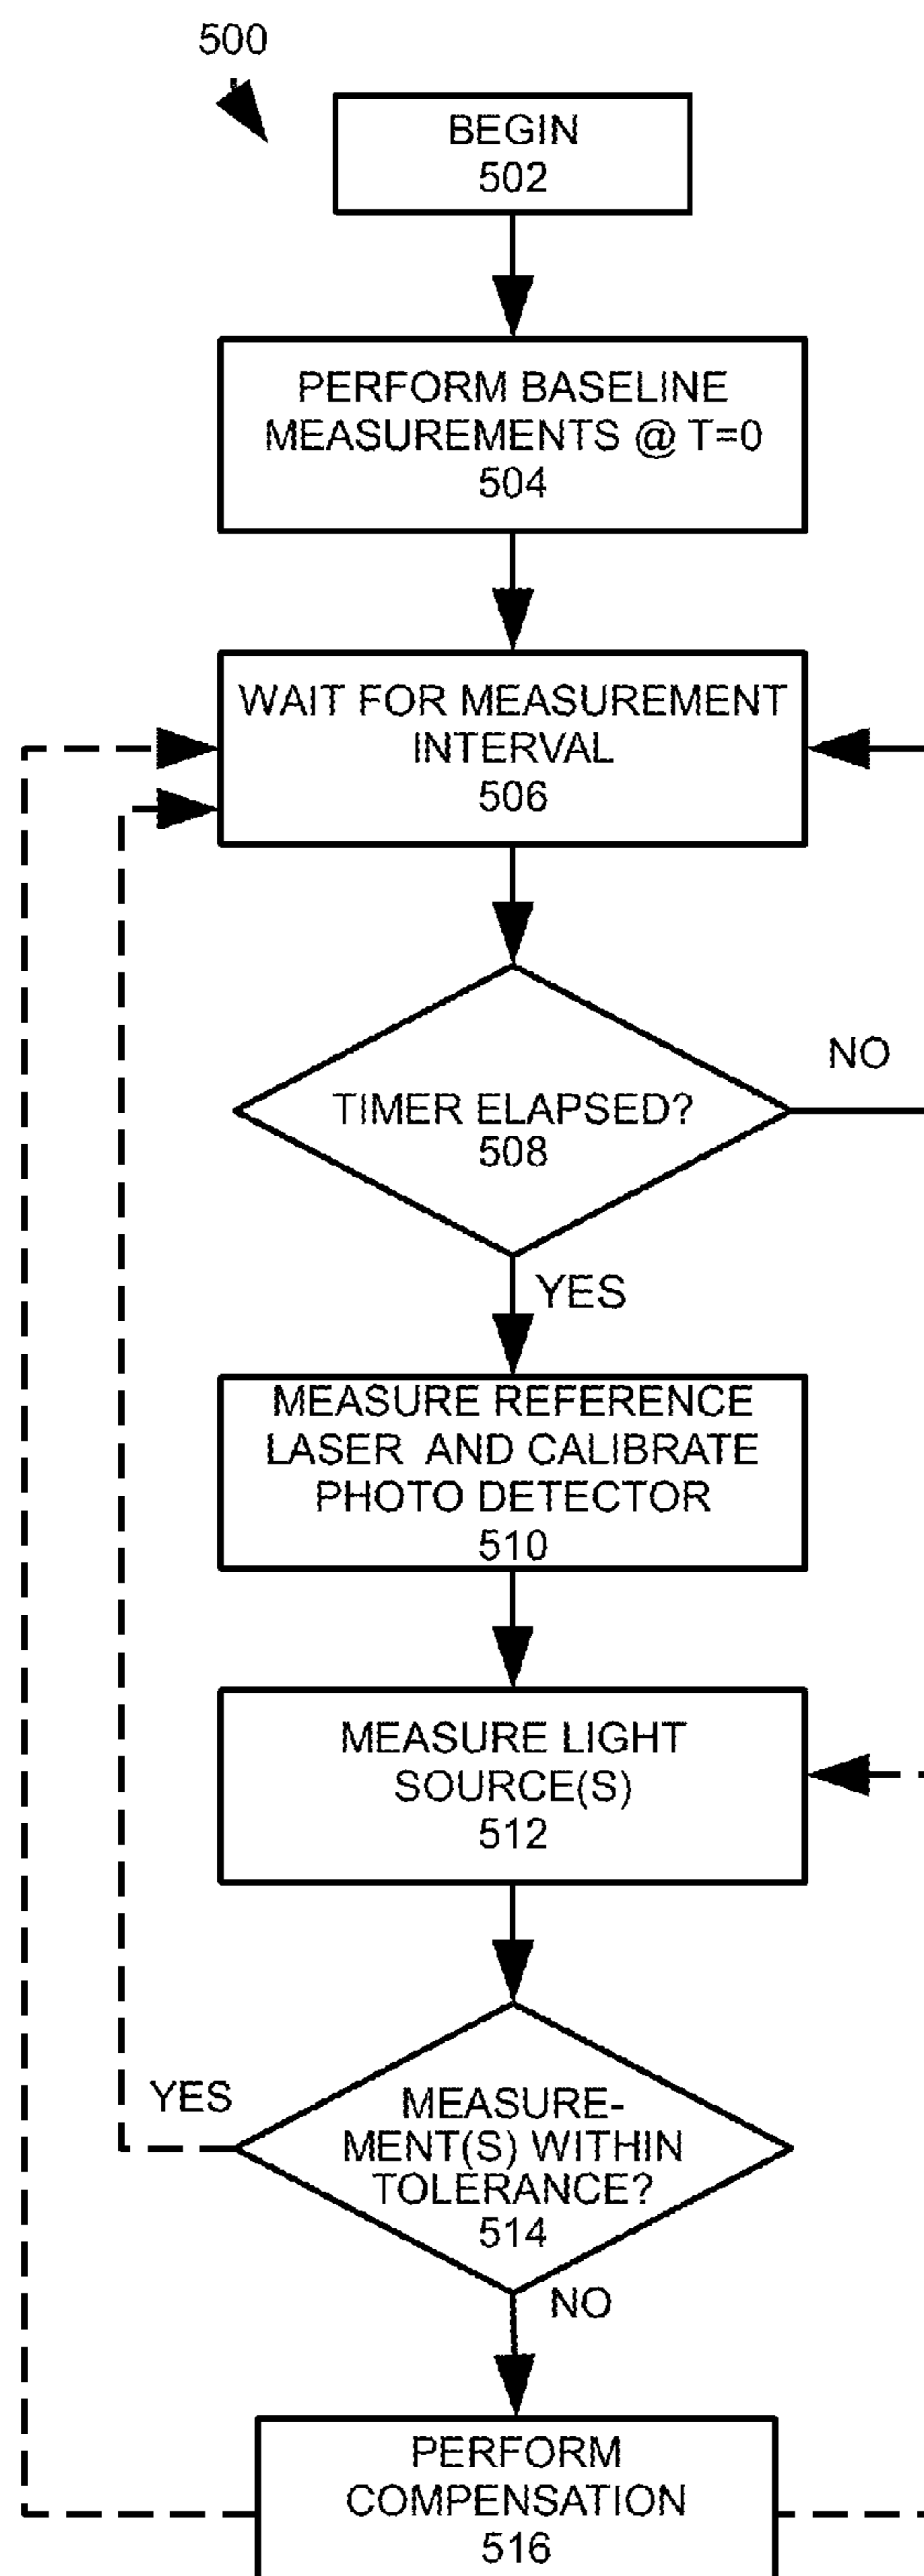 500
BEGIN
502
PERFORM BASELINE
MEASUREMENTS @ T=0
504
WAIT FOR MEASUREMENT
INTERVAL
506
TIMER ELAPSED?
508
NO
YES
MEASURE REFERENCE
LASER AND CALIBRATE
PHOTO DETECTOR
510
MEASURE LIGHT
SOURCE(S)
512
YES
MEASURE-
MENT(S) WITHIN
TOLERANCE?
514
NO
PERFORM
COMPENSATION
516